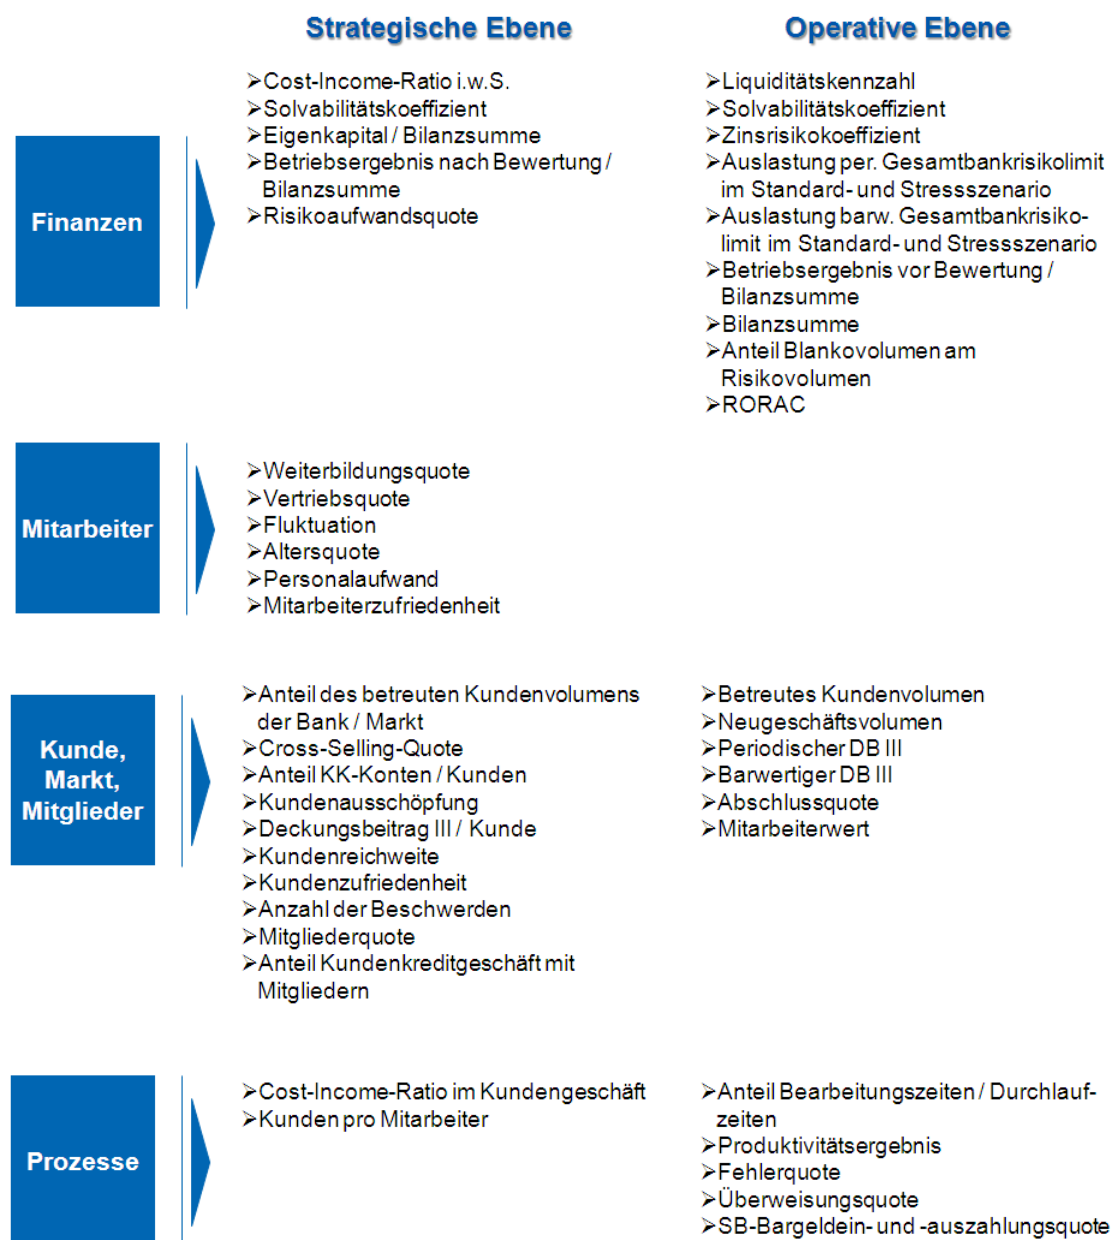 Strategische Ebene
Operative Ebene
Finanzen
➢Cost-Income-Ratio i.w.S.
➢Solvabilitätskoeffizient
➢Eigenkapital / Bilanzsumme
➢Betriebsergebnis nach Bewertung /
Bilanzsumme
➢Risikoaufwandsquote
➢Liquiditätskennzahl
➢Solvabilitätskoeffizient
➢Zinsrisikokoeffizient
➢Auslastung per. Gesamtbankrisikolimit
im Standard- und Stressszenario
➢Auslastung barw. Gesamtbankrisiko-
limit im Standard- und Stressszenario
➢Betriebsergebnis vor Bewertung /
Bilanzsumme
➢Bilanzsumme
➢Anteil Blankovolumen am
Risikovolumen
➢RORAC
Mitarbeiter
➢Weiterbildungsquote
➢Vertriebsquote
➢Fluktuation
➢Altersquote
➢Personalaufwand
➢Mitarbeiterzufriedenheit
Kunde,
Markt,
Mitglieder
➢Anteil des betreuten Kundenvolumens
der Bank / Markt
➢Cross-Selling-Quote
➢Anteil KK-Konten / Kunden
➢Kundenausschöpfung
➢Deckungsbeitrag III / Kunde
➢Kundenreichweite
➢Kundenzufriedenheit
➢Anzahl der Beschwerden
➢Mitgliederquote
➢Anteil Kundenkreditgeschäft mit
Mitgliedern
➢Betreutes Kundenvolumen
➢Neugeschäftsvolumen
➢Periodischer DB III
➢Barwertiger DB III
➢Abschlussquote
➢Mitarbeiterwert
Prozesse
➢Cost-Income-Ratio im Kundengeschäft
➢Kunden pro Mitarbeiter
➢Anteil Bearbeitungszeiten / Durchlauf-
zeiten
➢Produktivitätsergebnis
➢Fehlerquote
➢Überweisungsquote
➢SB-Bargeldein- und -auszahlungsquote